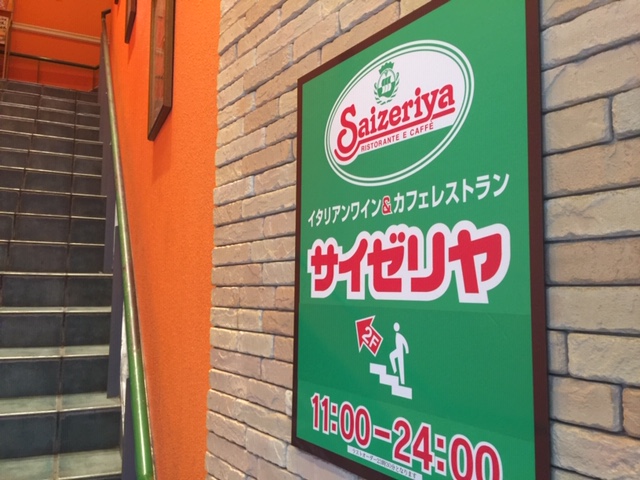 Saizeriya
RISTORANTE E CAFFÉ
イタリアンワイン&カフェレストラン
サイゼリヤ
2F
11:00-24:00